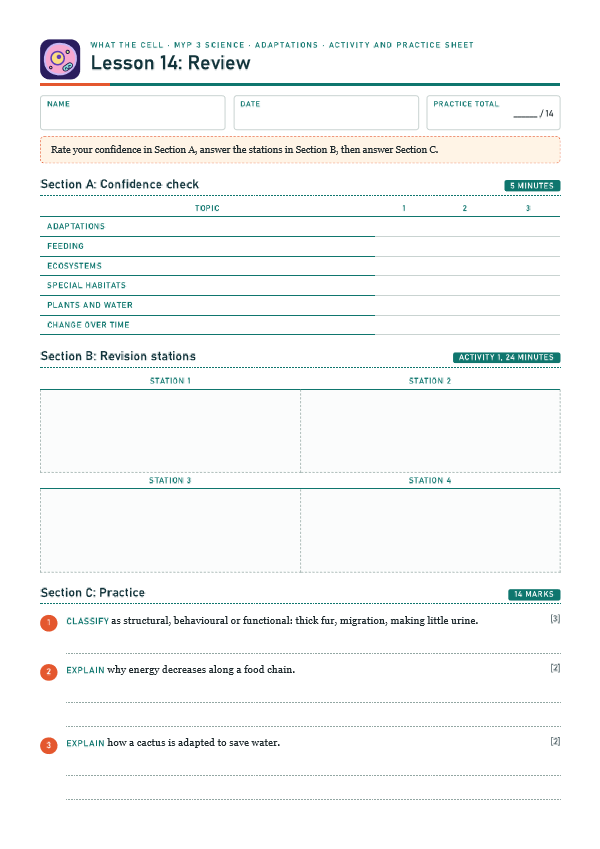 WHAT THE CELL · MYP 3 SCIENCE · ADAPTATIONS · ACTIVITY AND PRACTICE SHEET
Lesson 14: Review
NAME
DATE
PRACTICE TOTAL
_____ / 14
Rate your confidence in Section A, answer the stations in Section B, then answer Section C.
Section A: Confidence check
5 MINUTES
TOPIC 1 2 3
ADAPTATIONS
FEEDING
ECOSYSTEMS
SPECIAL HABITATS
PLANTS AND WATER
CHANGE OVER TIME
Section B: Revision stations
ACTIVITY 1, 24 MINUTES
STATION 1 STATION 2
STATION 3 STATION 4
Section C: Practice
14 MARKS
1 CLASSIFY as structural, behavioural or functional: thick fur, migration, making little urine. [3]
2 EXPLAIN why energy decreases along a food chain. [2]
3 EXPLAIN how a cactus is adapted to save water. [2]